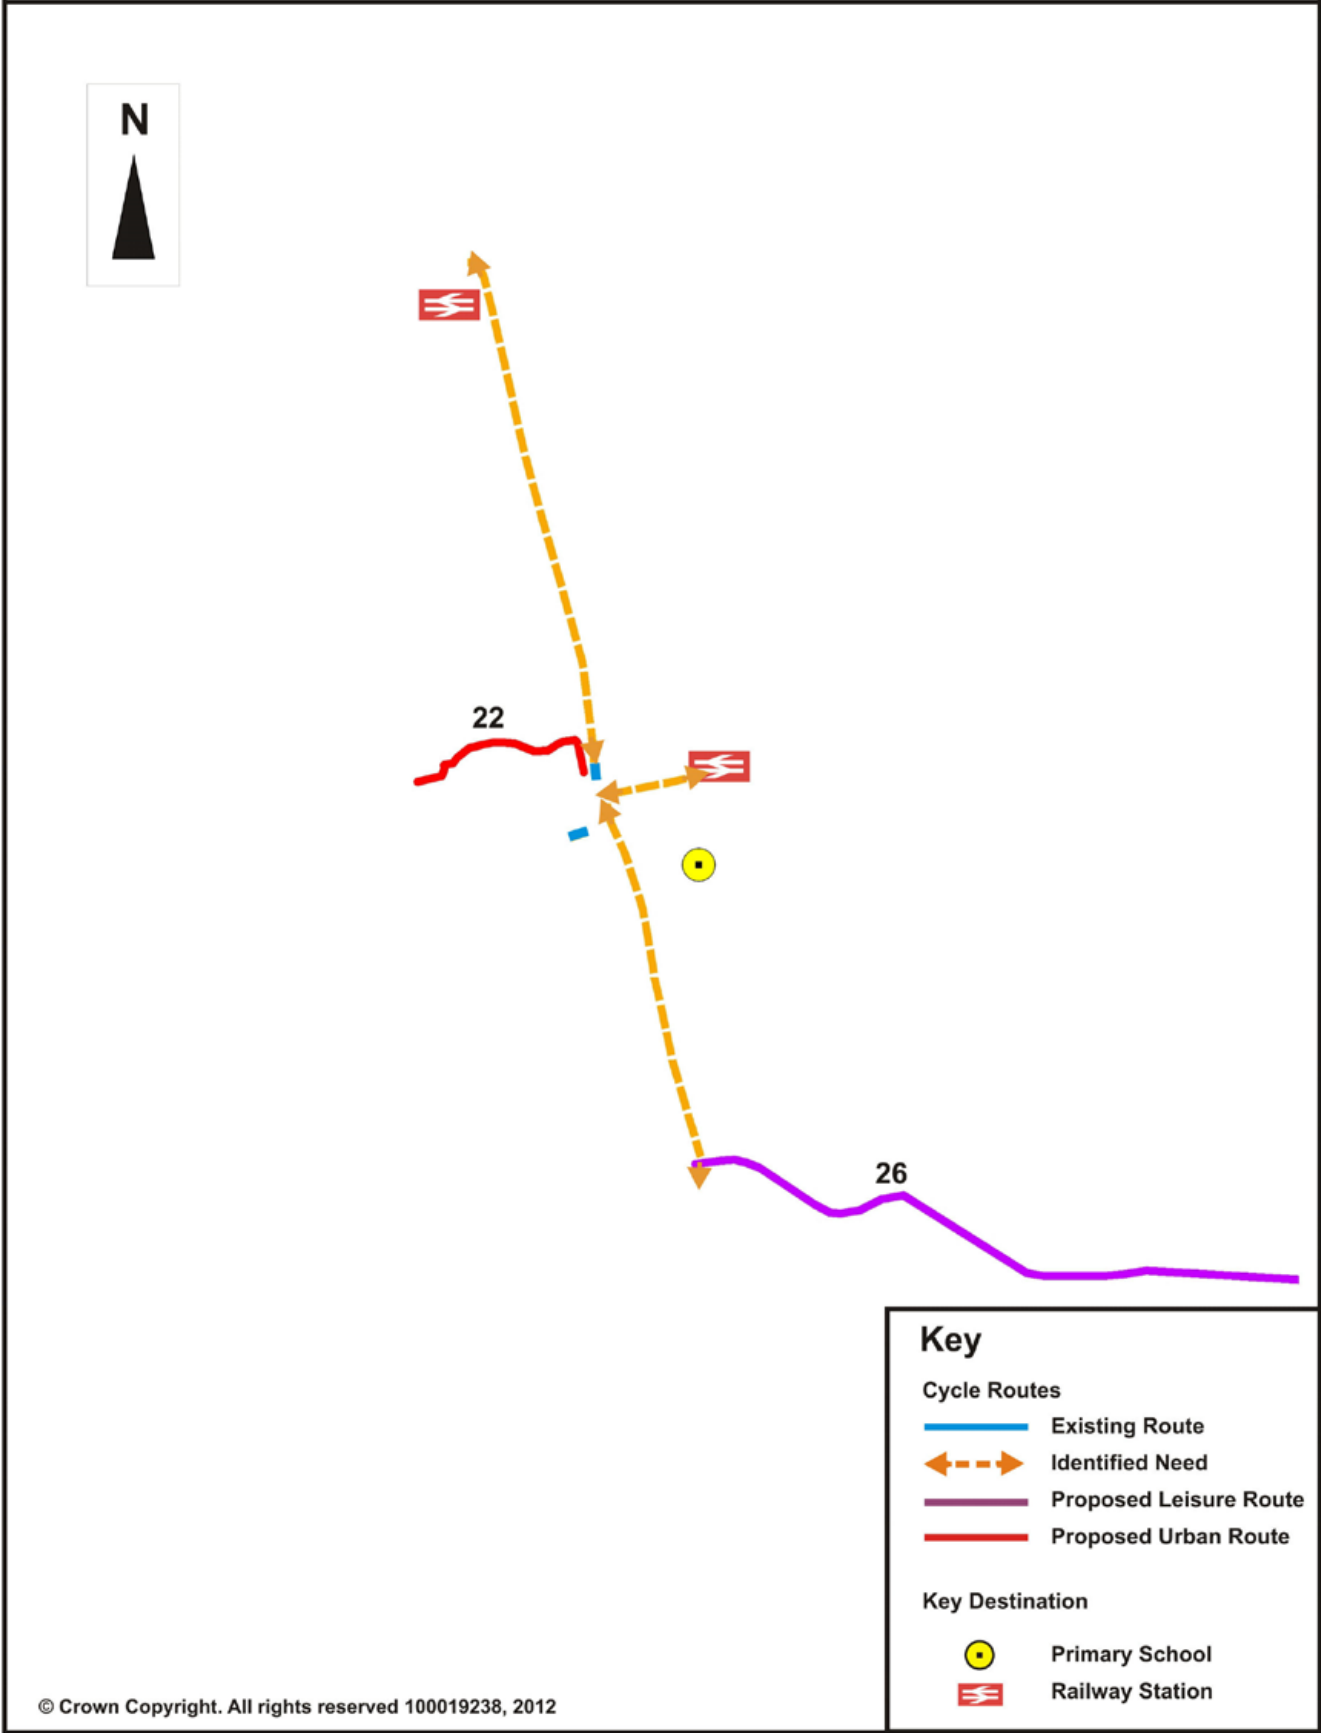 N
22
26
Key
Cycle Routes
Existing Route
Identified Need
Proposed Leisure Route
Proposed Urban Route
Key Destination
Primary School
Railway Station
© Crown Copyright. All rights reserved 100019238, 2012